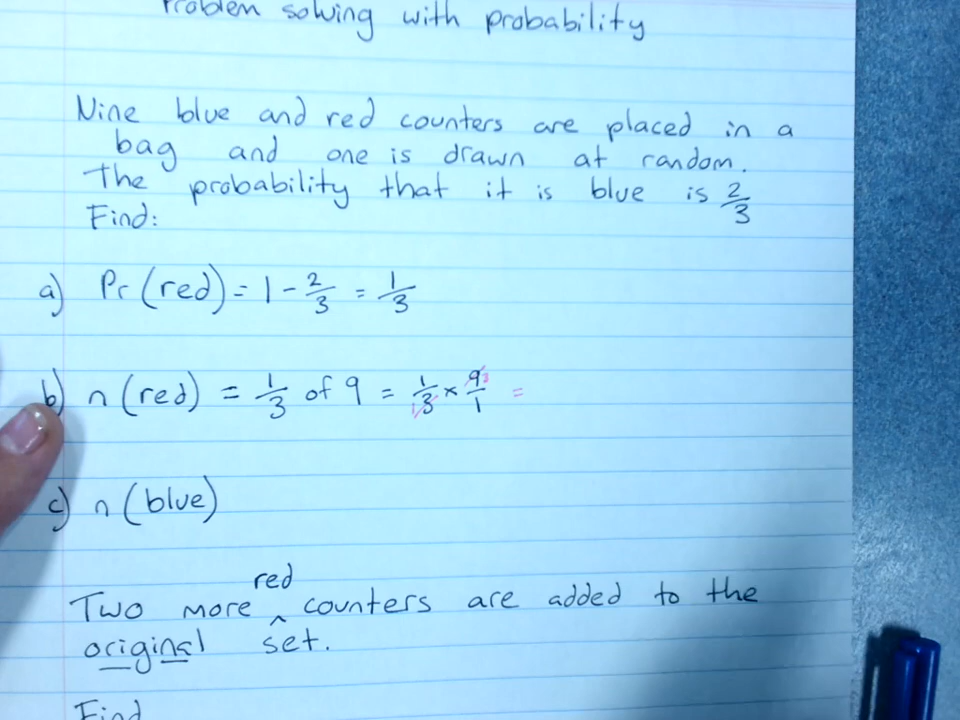 Problem solving with probability
Nine blue and red counters are placed in a
bag and one is drawn at random.
The probability that it is blue is 2/3
Find:
a) Pr (red) = 1 - 2/3 = 1/3
b) n (red) = 1/3 of 9 = 1/3 × 9/1 =
c) n (blue)
Two more red counters are added to the
original set.
Find